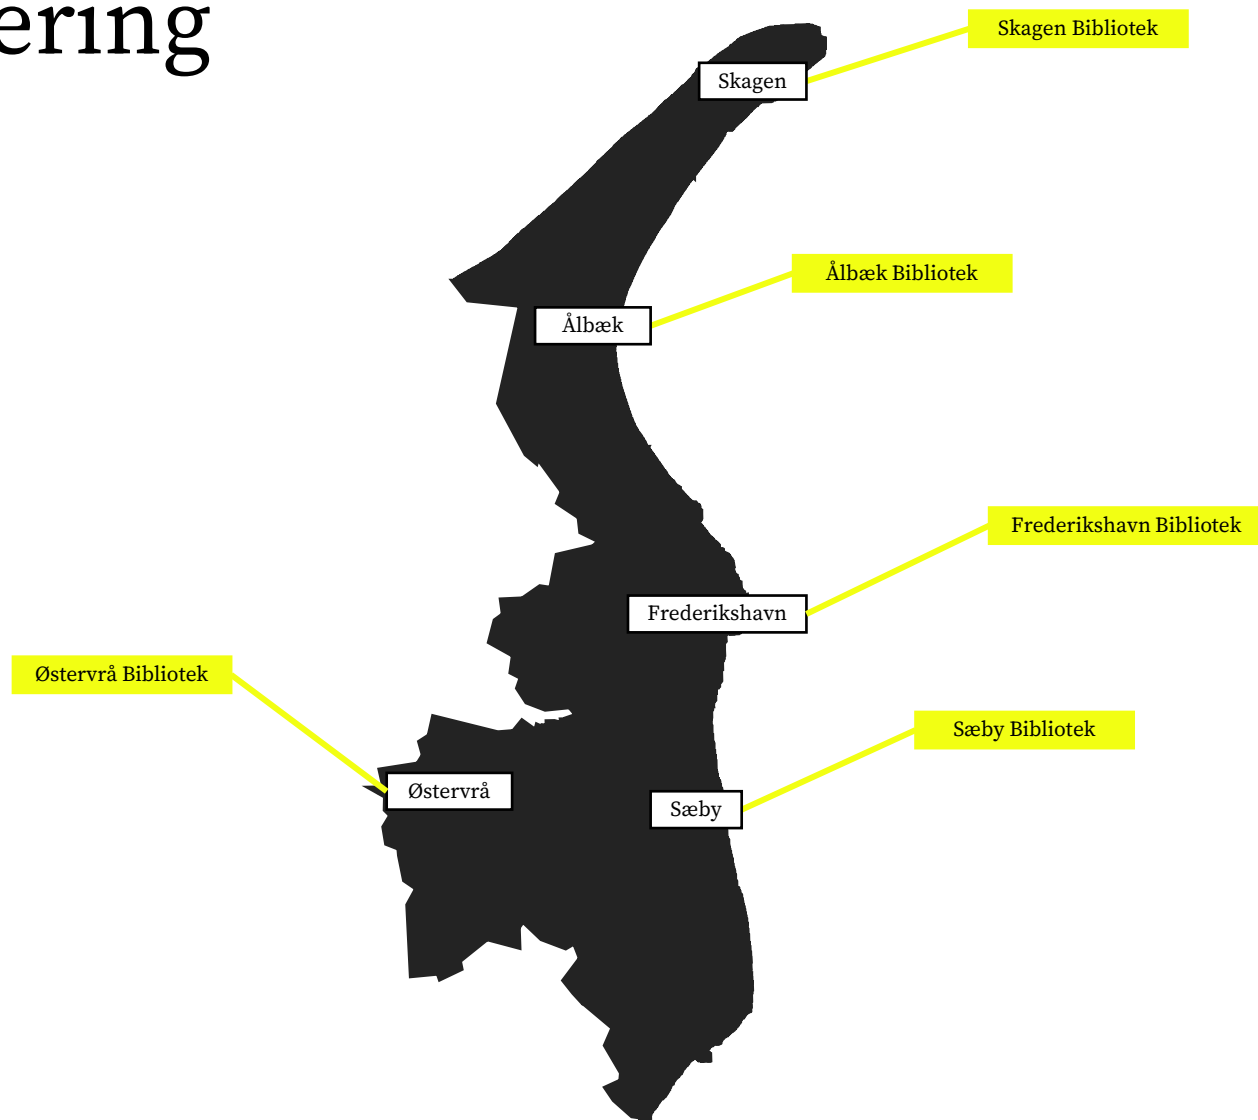 ering
Skagen Bibliotek
Skagen
Ålbæk Bibliotek
Ålbæk
Frederikshavn Bibliotek
Frederikshavn
Østervrå Bibliotek
Sæby Bibliotek
Østervrå
Sæby